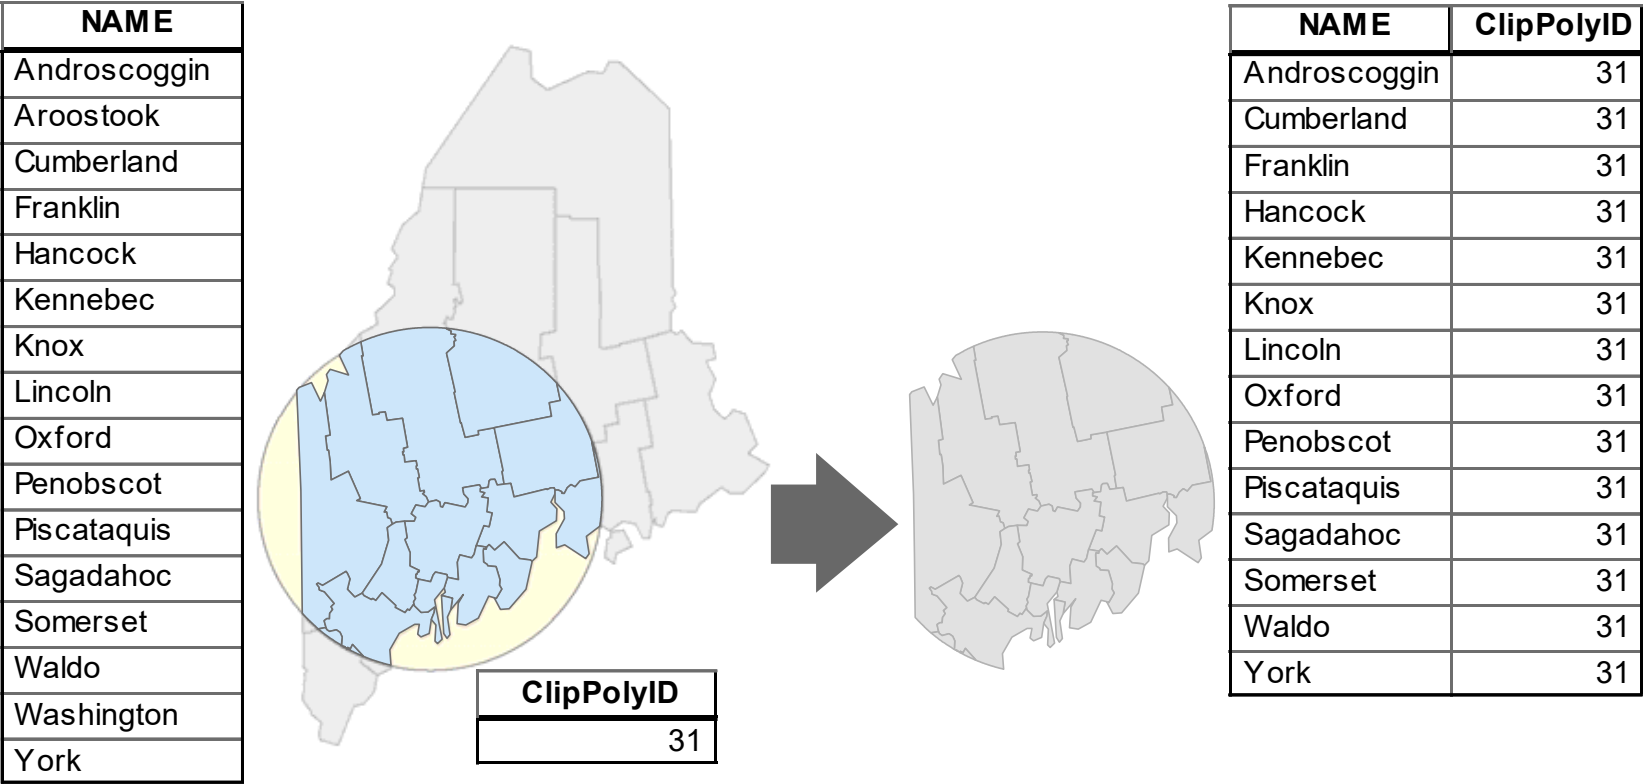 NAME
Androscoggin
Aroostook
Cumberland
Franklin
Hancock
Kennebec
Knox
Lincoln
Oxford
Penobscot
Piscataquis
Sagadahoc
Somerset
Waldo
Washington
York
ClipPolyID
31
NAME ClipPolyID
Androscoggin 31
Cumberland 31
Franklin 31
Hancock 31
Kennebec 31
Knox 31
Lincoln 31
Oxford 31
Penobscot 31
Piscataquis 31
Sagadahoc 31
Somerset 31
Waldo 31
York 31